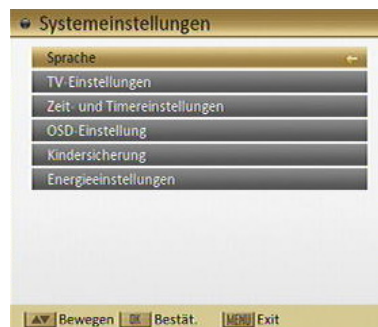 Systemeinstellungen
Sprache
TV-Einstellungen
Zeit- und Timereinstellungen
OSD-Einstellung
Kindersicherung
Energieeinstellungen
Bewegen OK Bestät. MENU Exit